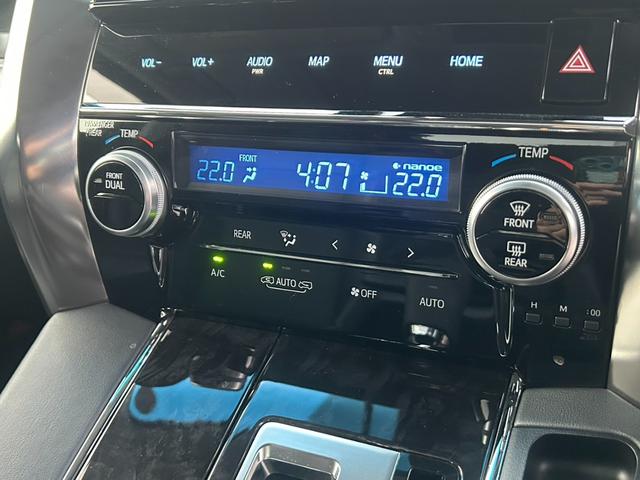 VOL- VOL+ AUDIO MAP MENU HOME
PWR CTRL
PASSENGER
TEMP
FRONT
DUAL
22.0 FRONT 4:07 nanoe 22.0
TEMP
FRONT
REAR
REAR
A/C AUTO OFF AUTO
H M :00